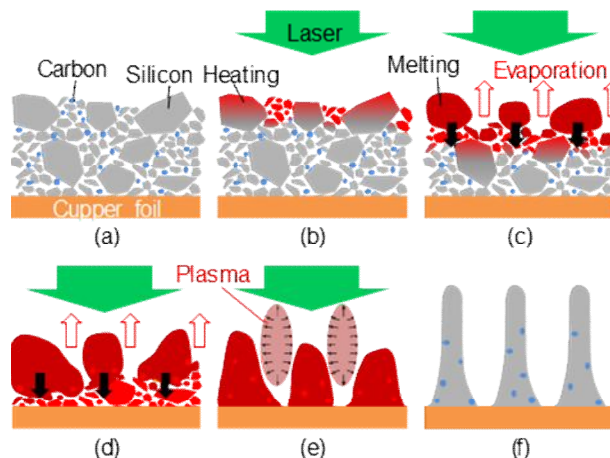 Laser
Carbon
Silicon
Heating
Melting
Evaporation
Cupper foil
(a)
(b)
(c)
Plasma
(d)
(e)
(f)